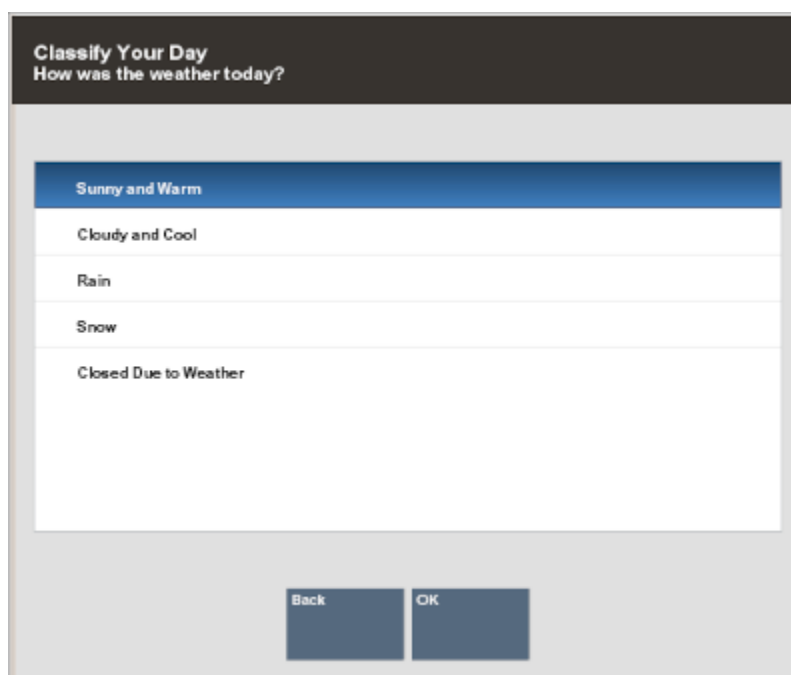 Classify Your Day
How was the weather today?
Sunny and Warm
Cloudy and Cool
Rain
Snow
Closed Due to Weather
Back
OK